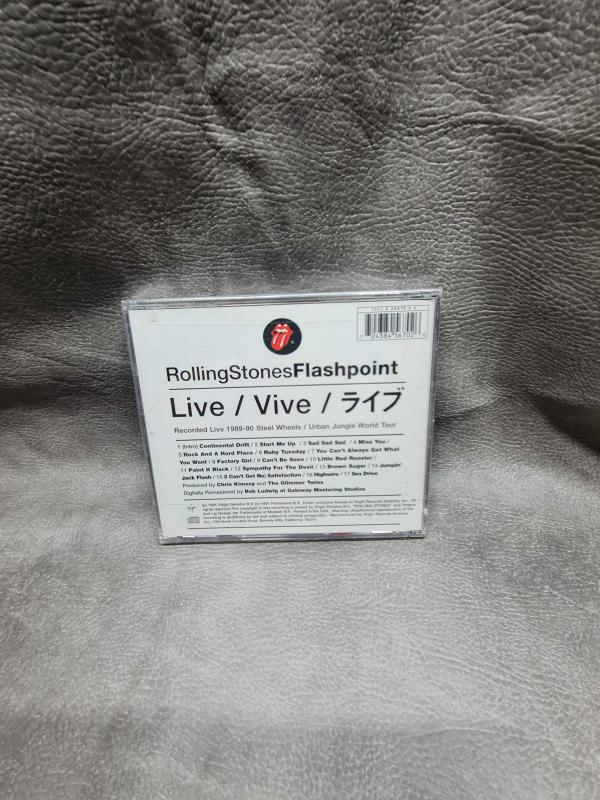 RollingStonesFlashpoint
Live / Vive / ライブ
Recorded Live 1989-90 Steel Wheels / Urban Jungle World Tour
1 (Intro) Continental Drift / 2 Start Me Up / 3 Sad Sad Sad / 4 Miss You /
5 Rock And A Hard Place / 6 Ruby Tuesday / 7 You Can't Always Get What
You Want / 8 Factory Girl / 9 Can't Be Seen / 10 Little Red Rooster /
11 Paint It Black / 12 Sympathy For The Devil / 13 Brown Sugar / 14 Jumpin'
Jack Flash / 15 (I Can't Get No) Satisfaction / 16 Highwire / 17 Sex Drive
Produced by Chris Kimsey and The Glimmer Twins
Digitally Remastered by Bob Ludwig at Gateway Mastering Studios